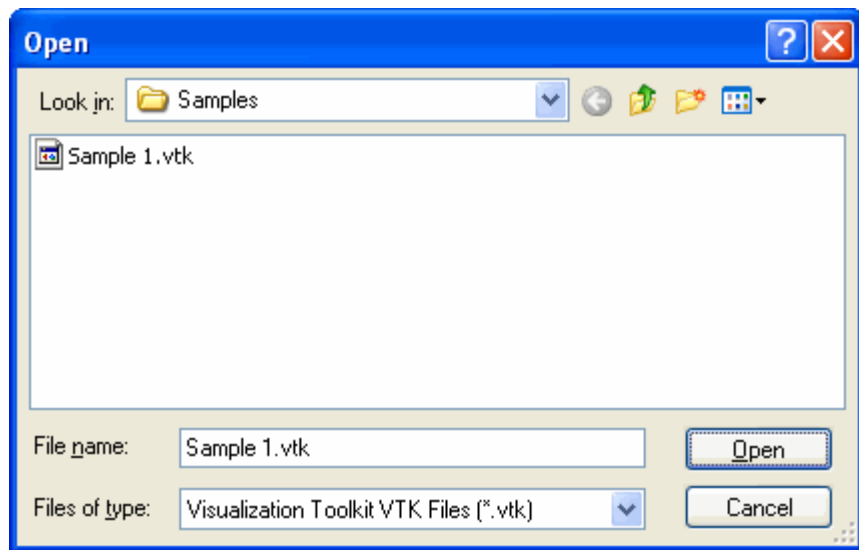 Open
Look in: Samples
Sample 1.vtk
File name: Sample 1.vtk Open
Files of type: Visualization Toolkit VTK Files (*.vtk) Cancel